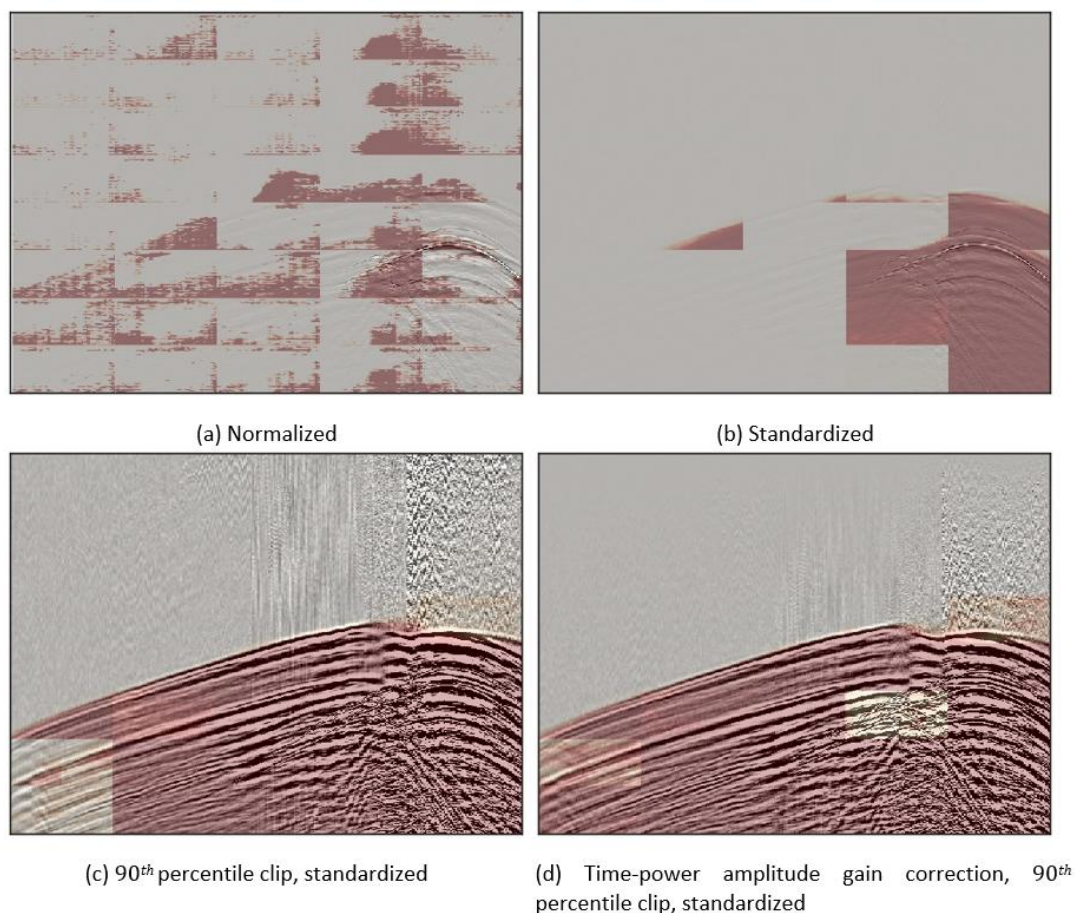 (a) Normalized
(b) Standardized
(c) 90th percentile clip, standardized
(d) Time-power amplitude gain correction, 90th
percentile clip, standardized